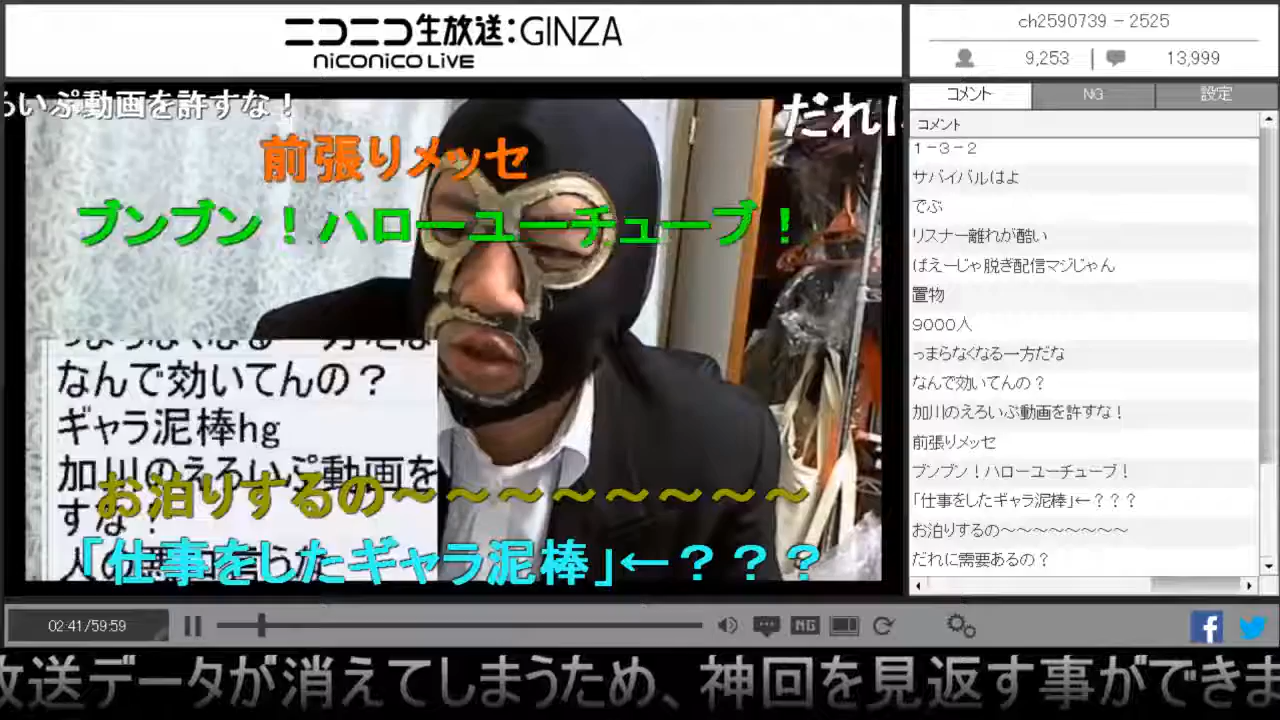 ニコニコ生放送:GINZA
niconico Live
ch2590739 − 2525
9,253
13,999
コメント
NG
設定
ろいぷ動画を許すな！
だれに
前張りメッセ
ブンブン！ハローユーチューブ！
なんで効いてんの？
ギャラ泥棒hg
加川のえろいぷ動画を
すな！
お泊りするの～～～～～～～～
「仕事をしたギャラ泥棒」←？？？
コメント
１－３－２
サバイバルはよ
でぶ
リスナー離れが酷い
ばえーじゃ脱ぎ配信マジじゃん
置物
9000人
っまらなくなる一方だな
なんで効いてんの？
加川のえろいぷ動画を許すな！
前張りメッセ
ブンブン！ハローユーチューブ！
「仕事をしたギャラ泥棒」←？？？
お泊りするの～～～～～～～～
だれに需要あるの？
02:41/59:59
NG
放送データが消えてしまうため、神回を見返す事ができま